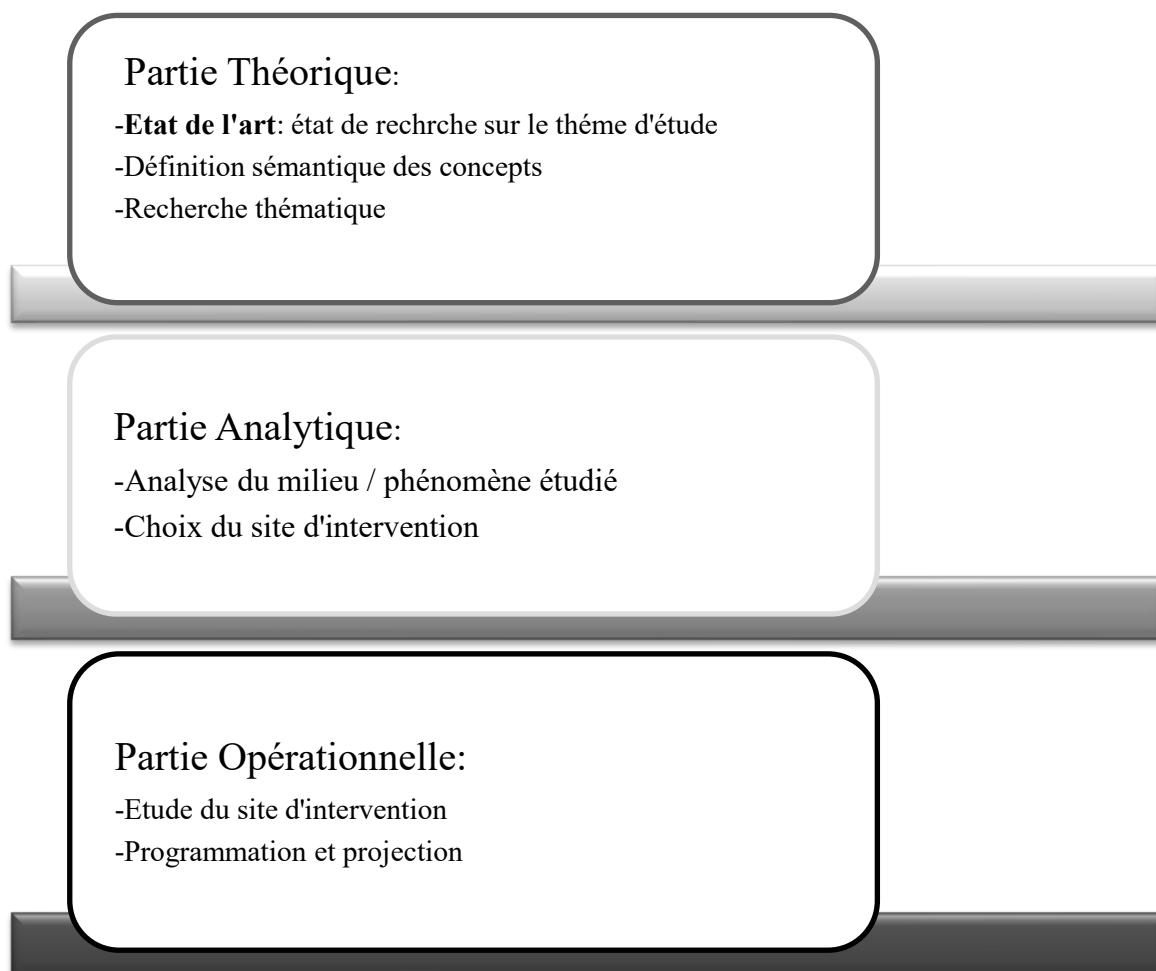 Partie Théorique:
-Etat de l'art: état de rechrche sur le théme d'étude
-Définition sémantique des concepts
-Recherche thématique
Partie Analytique:
-Analyse du milieu / phénomène étudié
-Choix du site d'intervention
Partie Opérationnelle:
-Etude du site d'intervention
-Programmation et projection